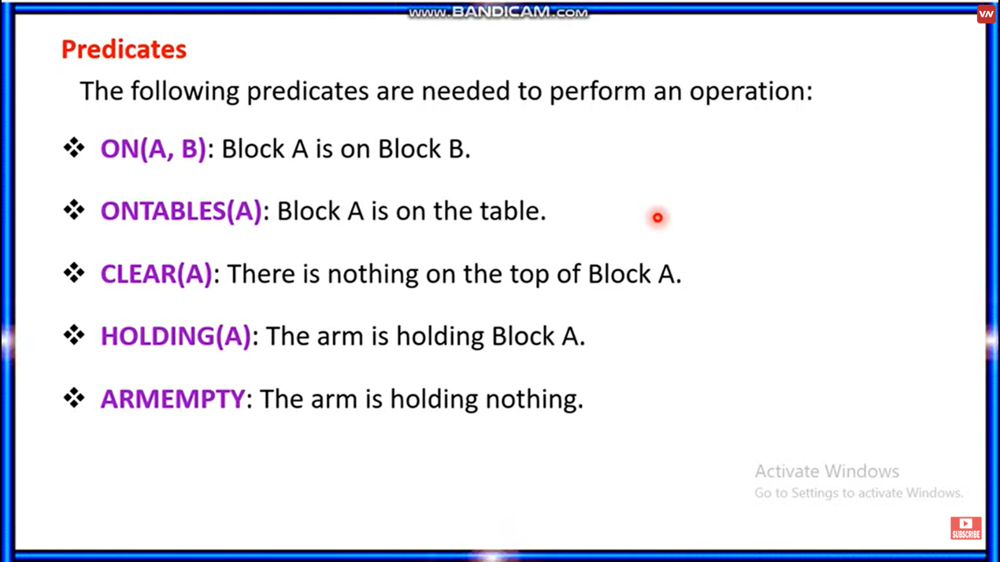 www.BANDICAM.com
VN
Predicates
The following predicates are needed to perform an operation:
❖ ON(A, B): Block A is on Block B.
❖ ONTABLES(A): Block A is on the table.
❖ CLEAR(A): There is nothing on the top of Block A.
❖ HOLDING(A): The arm is holding Block A.
❖ ARMEMPTY: The arm is holding nothing.
Activate Windows
Go to Settings to activate Windows.
SUBSCRIBE